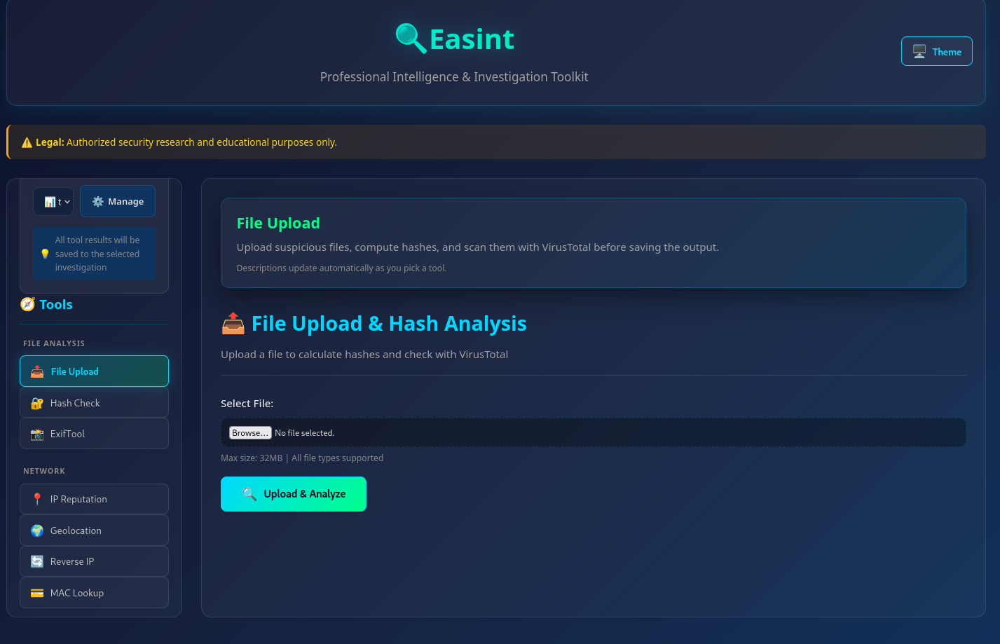 Easint
Professional Intelligence & Investigation Toolkit
Theme
Legal: Authorized security research and educational purposes only.
t
Manage
All tool results will be
saved to the selected
investigation
Tools
FILE ANALYSIS
File Upload
Hash Check
ExifTool
NETWORK
IP Reputation
Geolocation
Reverse IP
MAC Lookup
File Upload
Upload suspicious files, compute hashes, and scan them with VirusTotal before saving the output.
Descriptions update automatically as you pick a tool.
File Upload & Hash Analysis
Upload a file to calculate hashes and check with VirusTotal
Select File:
Browse... No file selected.
Max size: 32MB | All file types supported
Upload & Analyze